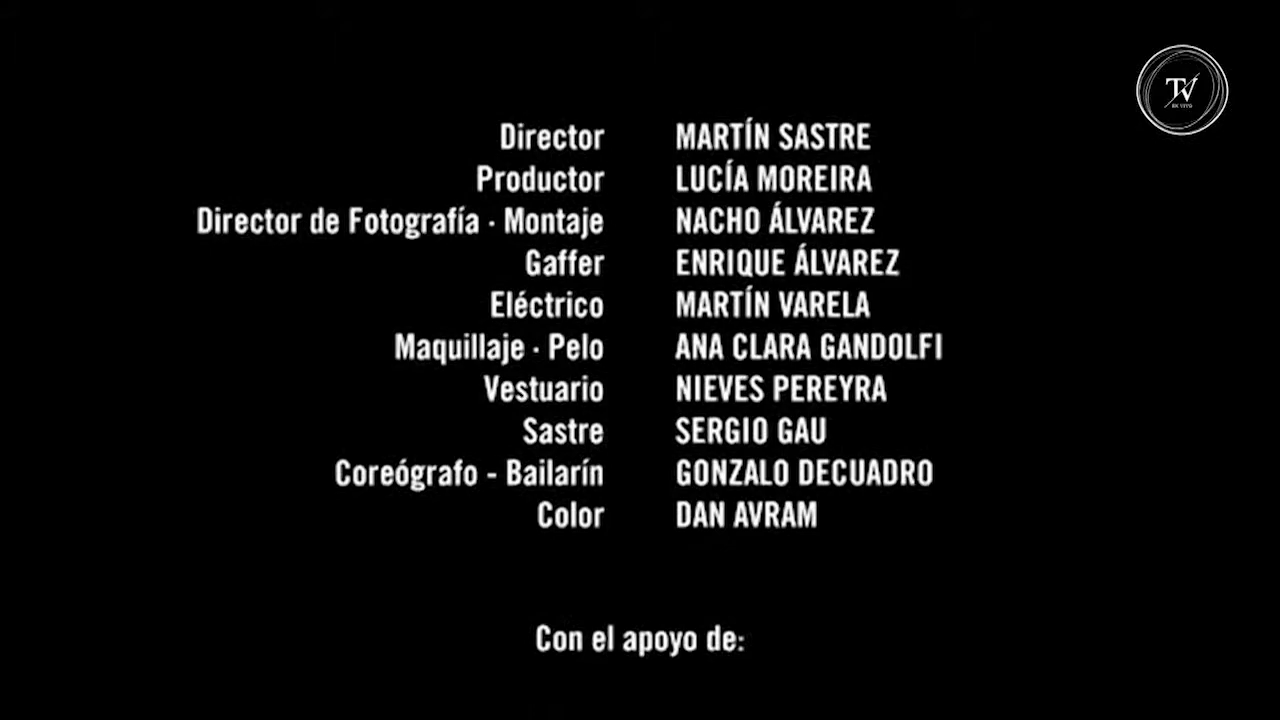 TV
EN VIVO
Director MARTÍN SASTRE
Productor LUCÍA MOREIRA
Director de Fotografía · Montaje NACHO ÁLVAREZ
Gaffer ENRIQUE ÁLVAREZ
Eléctrico MARTÍN VARELA
Maquillaje · Pelo ANA CLARA GANDOLFI
Vestuario NIEVES PEREYRA
Sastre SERGIO GAU
Coreógrafo - Bailarín GONZALO DECUADRO
Color DAN AVRAM
Con el apoyo de: